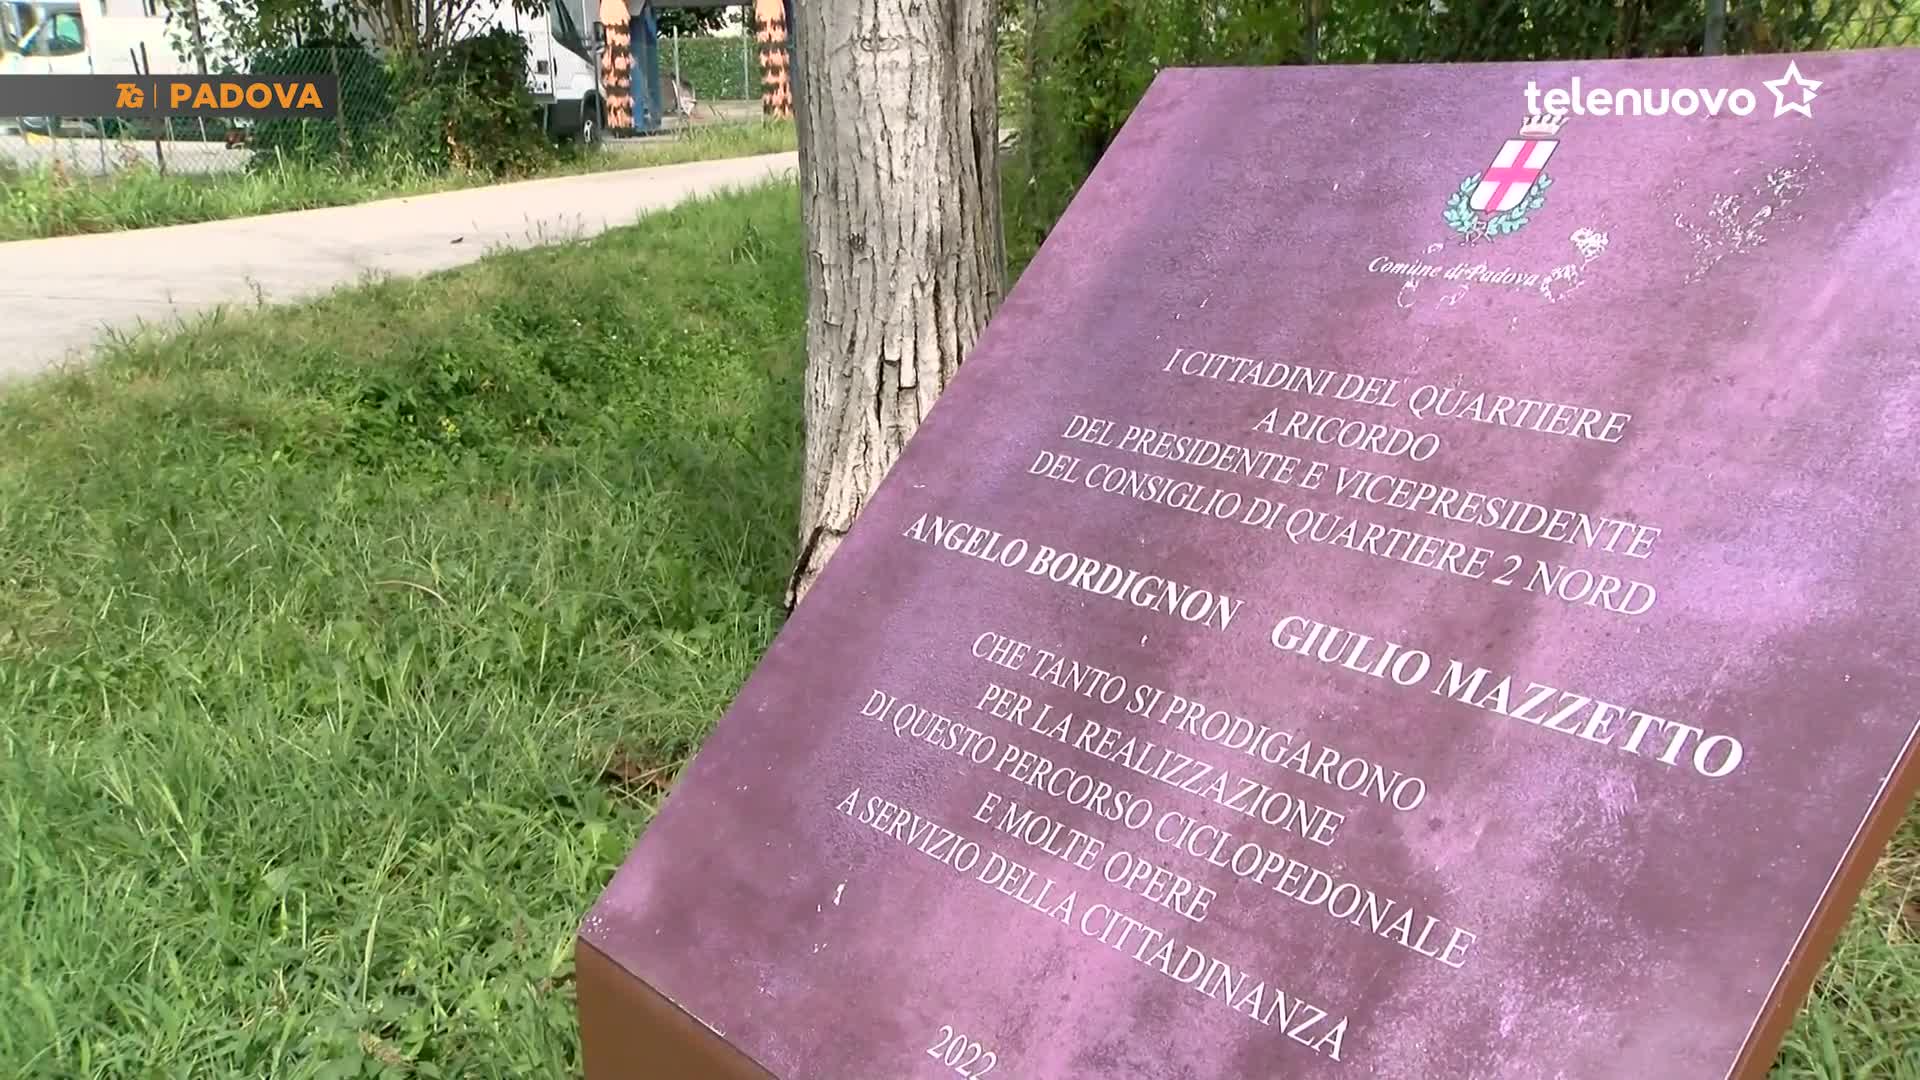 TG | PADOVA
telenuovo
Comune di Padova
I CITTADINI DEL QUARTIERE
A RICORDO
DEL PRESIDENTE E VICEPRESIDENTE
DEL CONSIGLIO DI QUARTIERE 2 NORD
ANGELO BORDIGNON GIULIO MAZZETTO
CHE TANTO SI PRODIGARONO
PER LA REALIZZAZIONE
DI QUESTO PERCORSO CICLOPEDONALE
E MOLTE OPERE
A SERVIZIO DELLA CITTADINANZA
2022